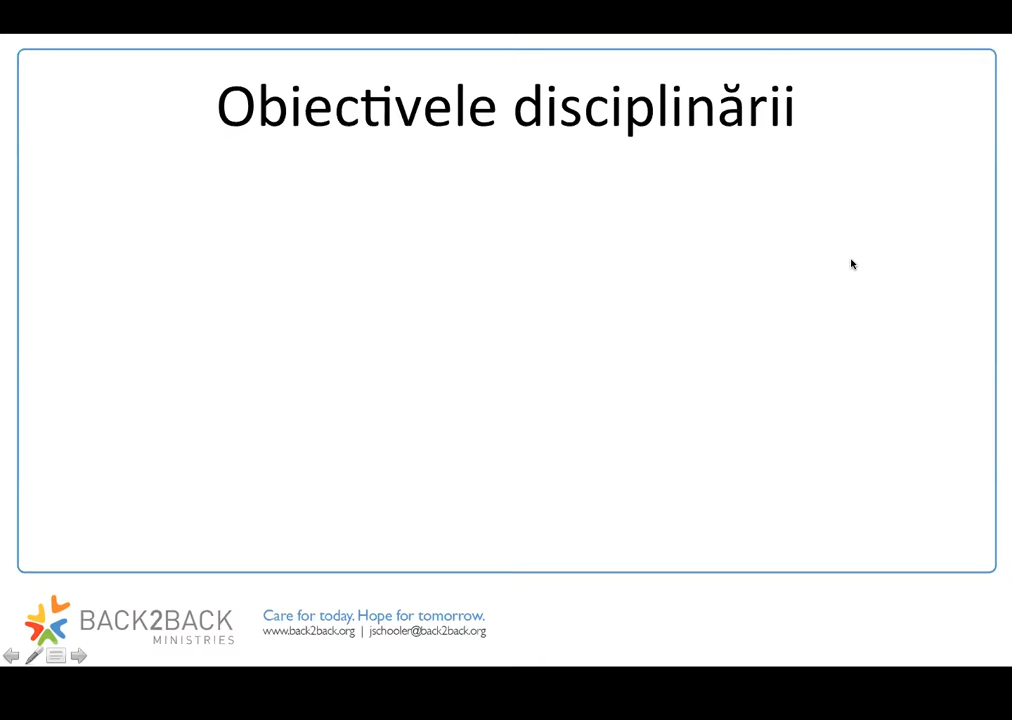 Obiectivele disciplinării
BACK2BACK
MINISTRIES
Care for today. Hope for tomorrow.
www.back2back.org | jschooler@back2back.org